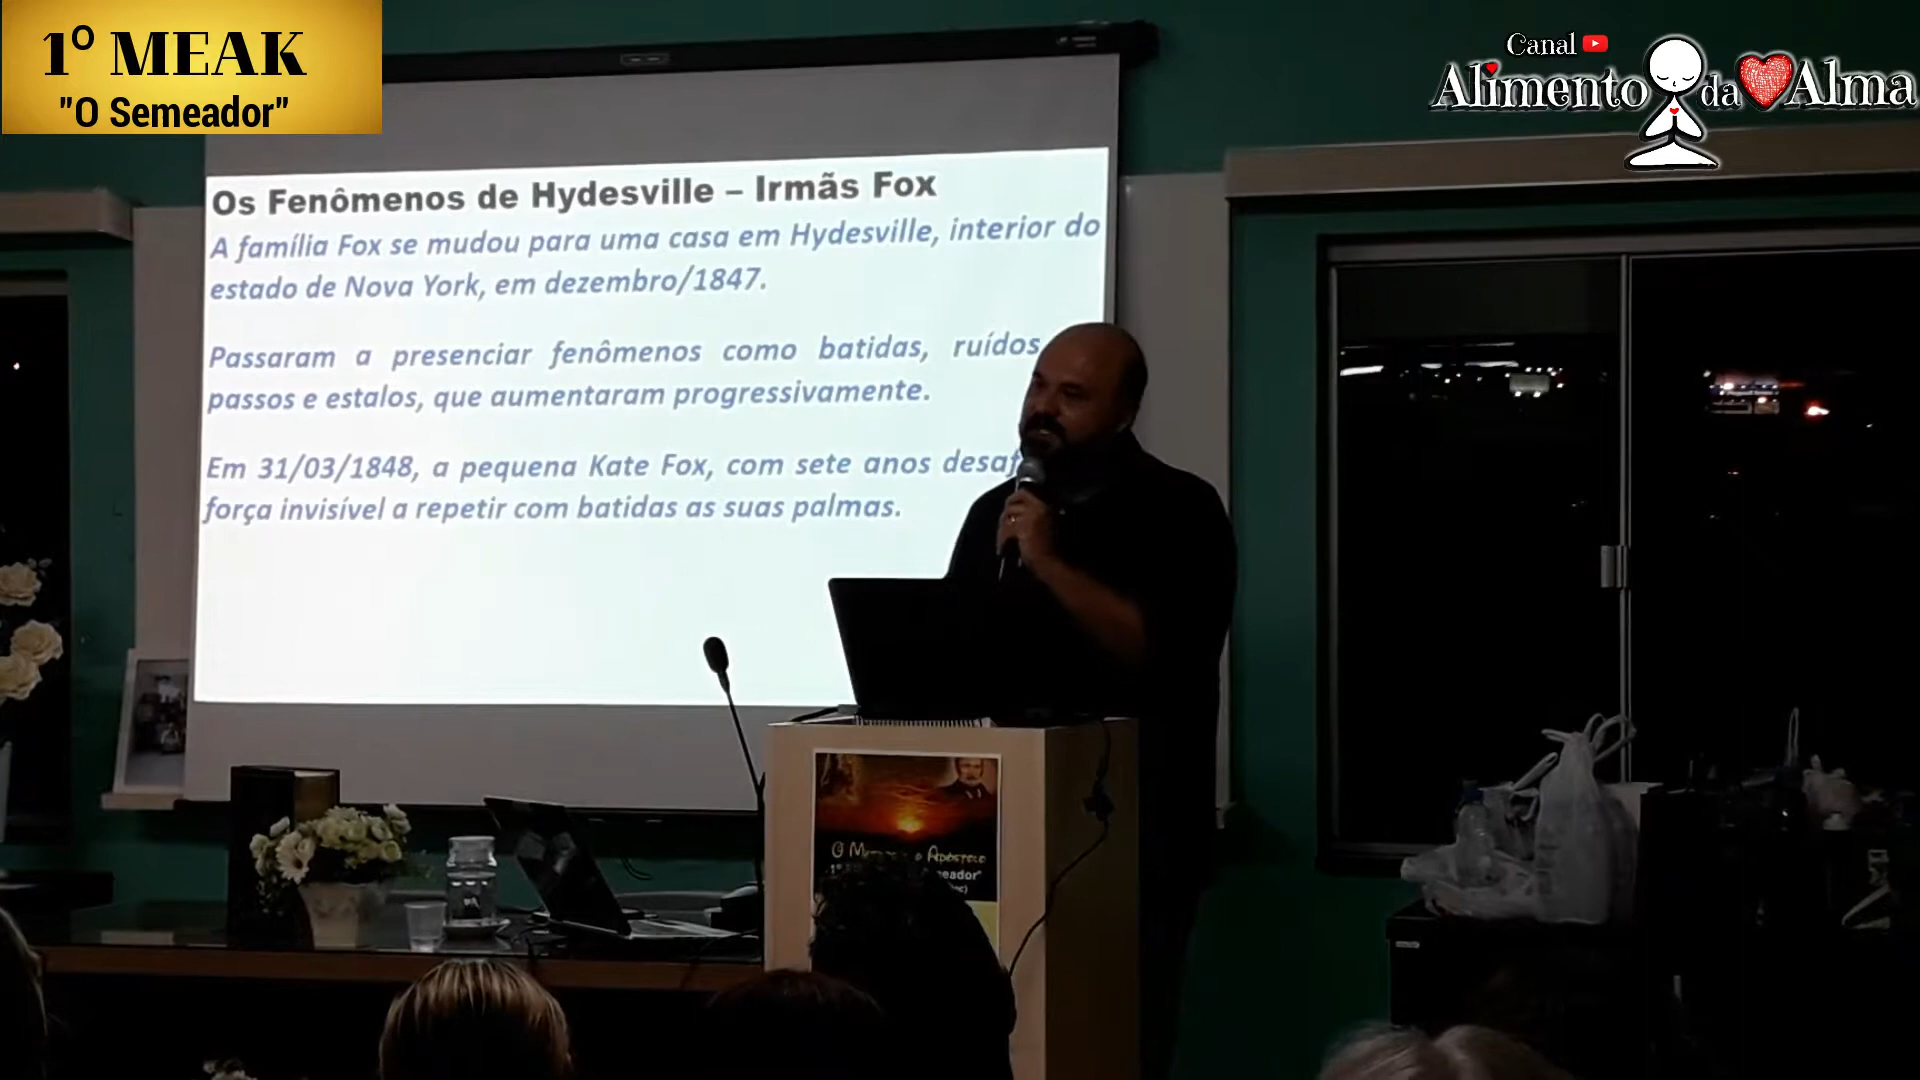 1º MEAK
"O Semeador"
Canal
Alimento da Alma
Os Fenômenos de Hydesville – Irmãs Fox
A família Fox se mudou para uma casa em Hydesville, interior do
estado de Nova York, em dezembro/1847.
Passaram a presenciar fenômenos como batidas, ruídos
passos e estalos, que aumentaram progressivamente.
Em 31/03/1848, a pequena Kate Fox, com sete anos
força invisível a repetir com batidas as suas palmas.